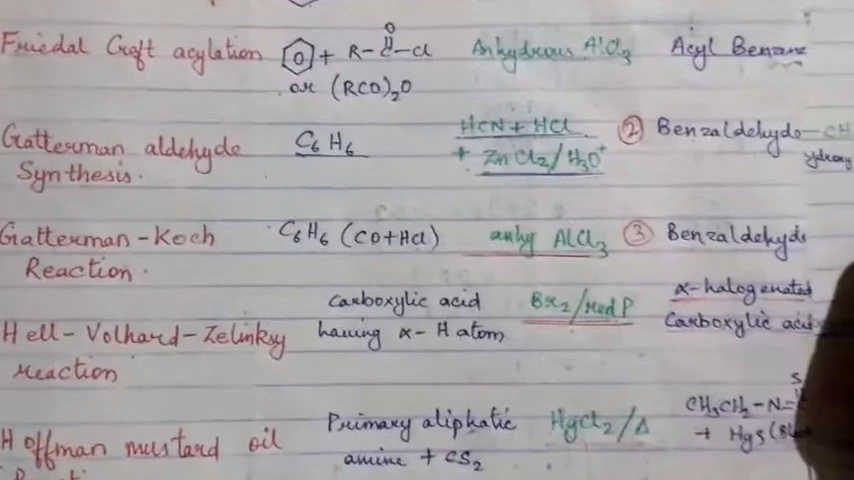 Friedal Craft acylation + R-C-Cl Anhydrous AlCl3 Acyl Benzene
O
or (RCO)2O
Gatterman aldehyde C6H6 HCN + HCl ② Benzaldehyde
Synthesis. + ZnCl2/H3O+
Gatterman-Koch C6H6 (CO+HCl) anhy AlCl3 ③ Benzaldehyde
Reaction.
carboxylic acid Br2/red P α-halogenated
Hell-Volhard-Zelinksy having α-H atom Carboxylic acid
reaction
Hoffman mustard oil Primary aliphatic HgCl2/Δ CH3CH2-N=
amine + CS2 + HgS
S